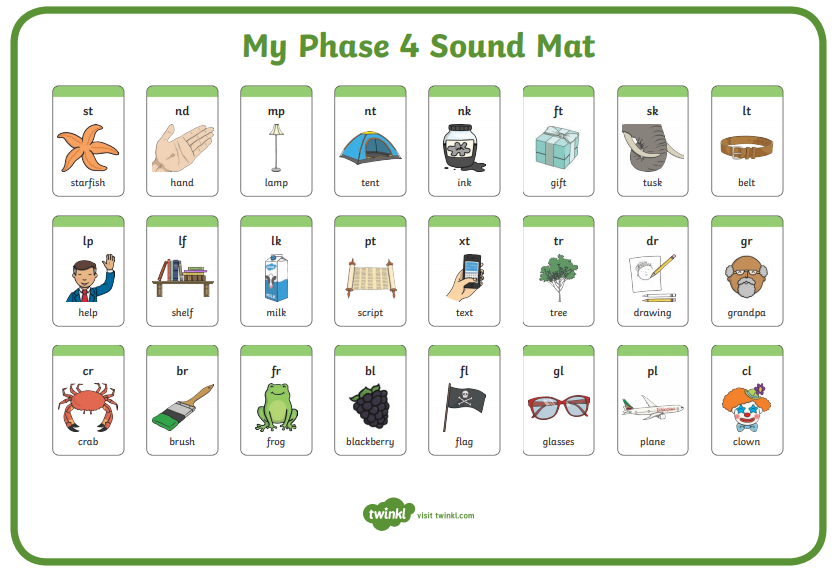 My Phase 4 Sound Mat
st nd mp nt nk ft sk lt
starfish hand lamp tent ink gift tusk belt
lp lf lk pt xt tr dr gr
MILK
help shelf milk script text tree drawing grandpa
cr br fr bl fl gl pl cl
crab brush frog blackberry flag glasses plane clown
twinkl visit twinkl.com